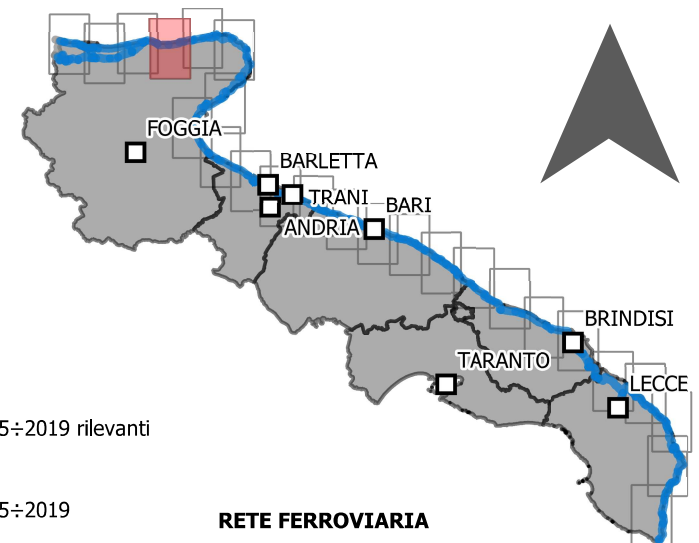 FOGGIA
BARLETTA
TRANI
BARI
ANDRIA
BRINDISI
TARANTO
LECCE
5÷2019 rilevanti
5÷2019
RETE FERROVIARIA